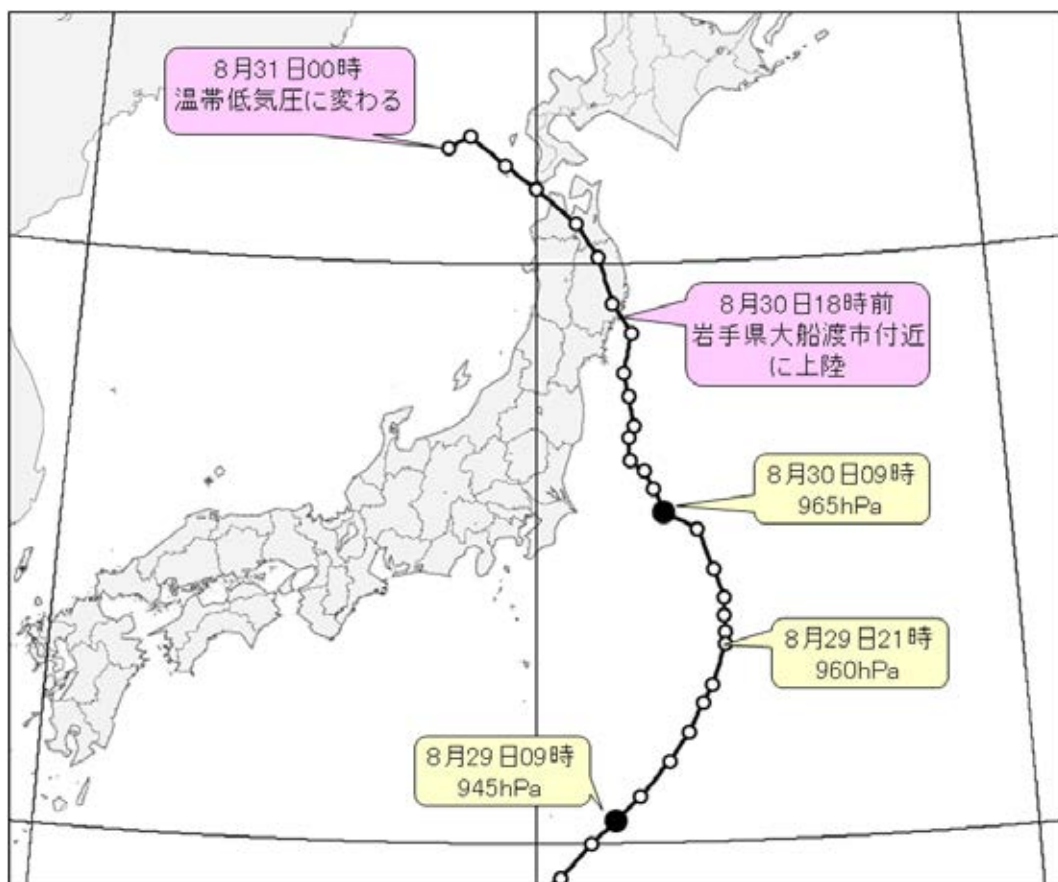 8月31日00時
温帯低気圧に変わる
8月30日18時前
岩手県大船渡市付近
に上陸
8月30日09時
965hPa
8月29日21時
960hPa
8月29日09時
945hPa